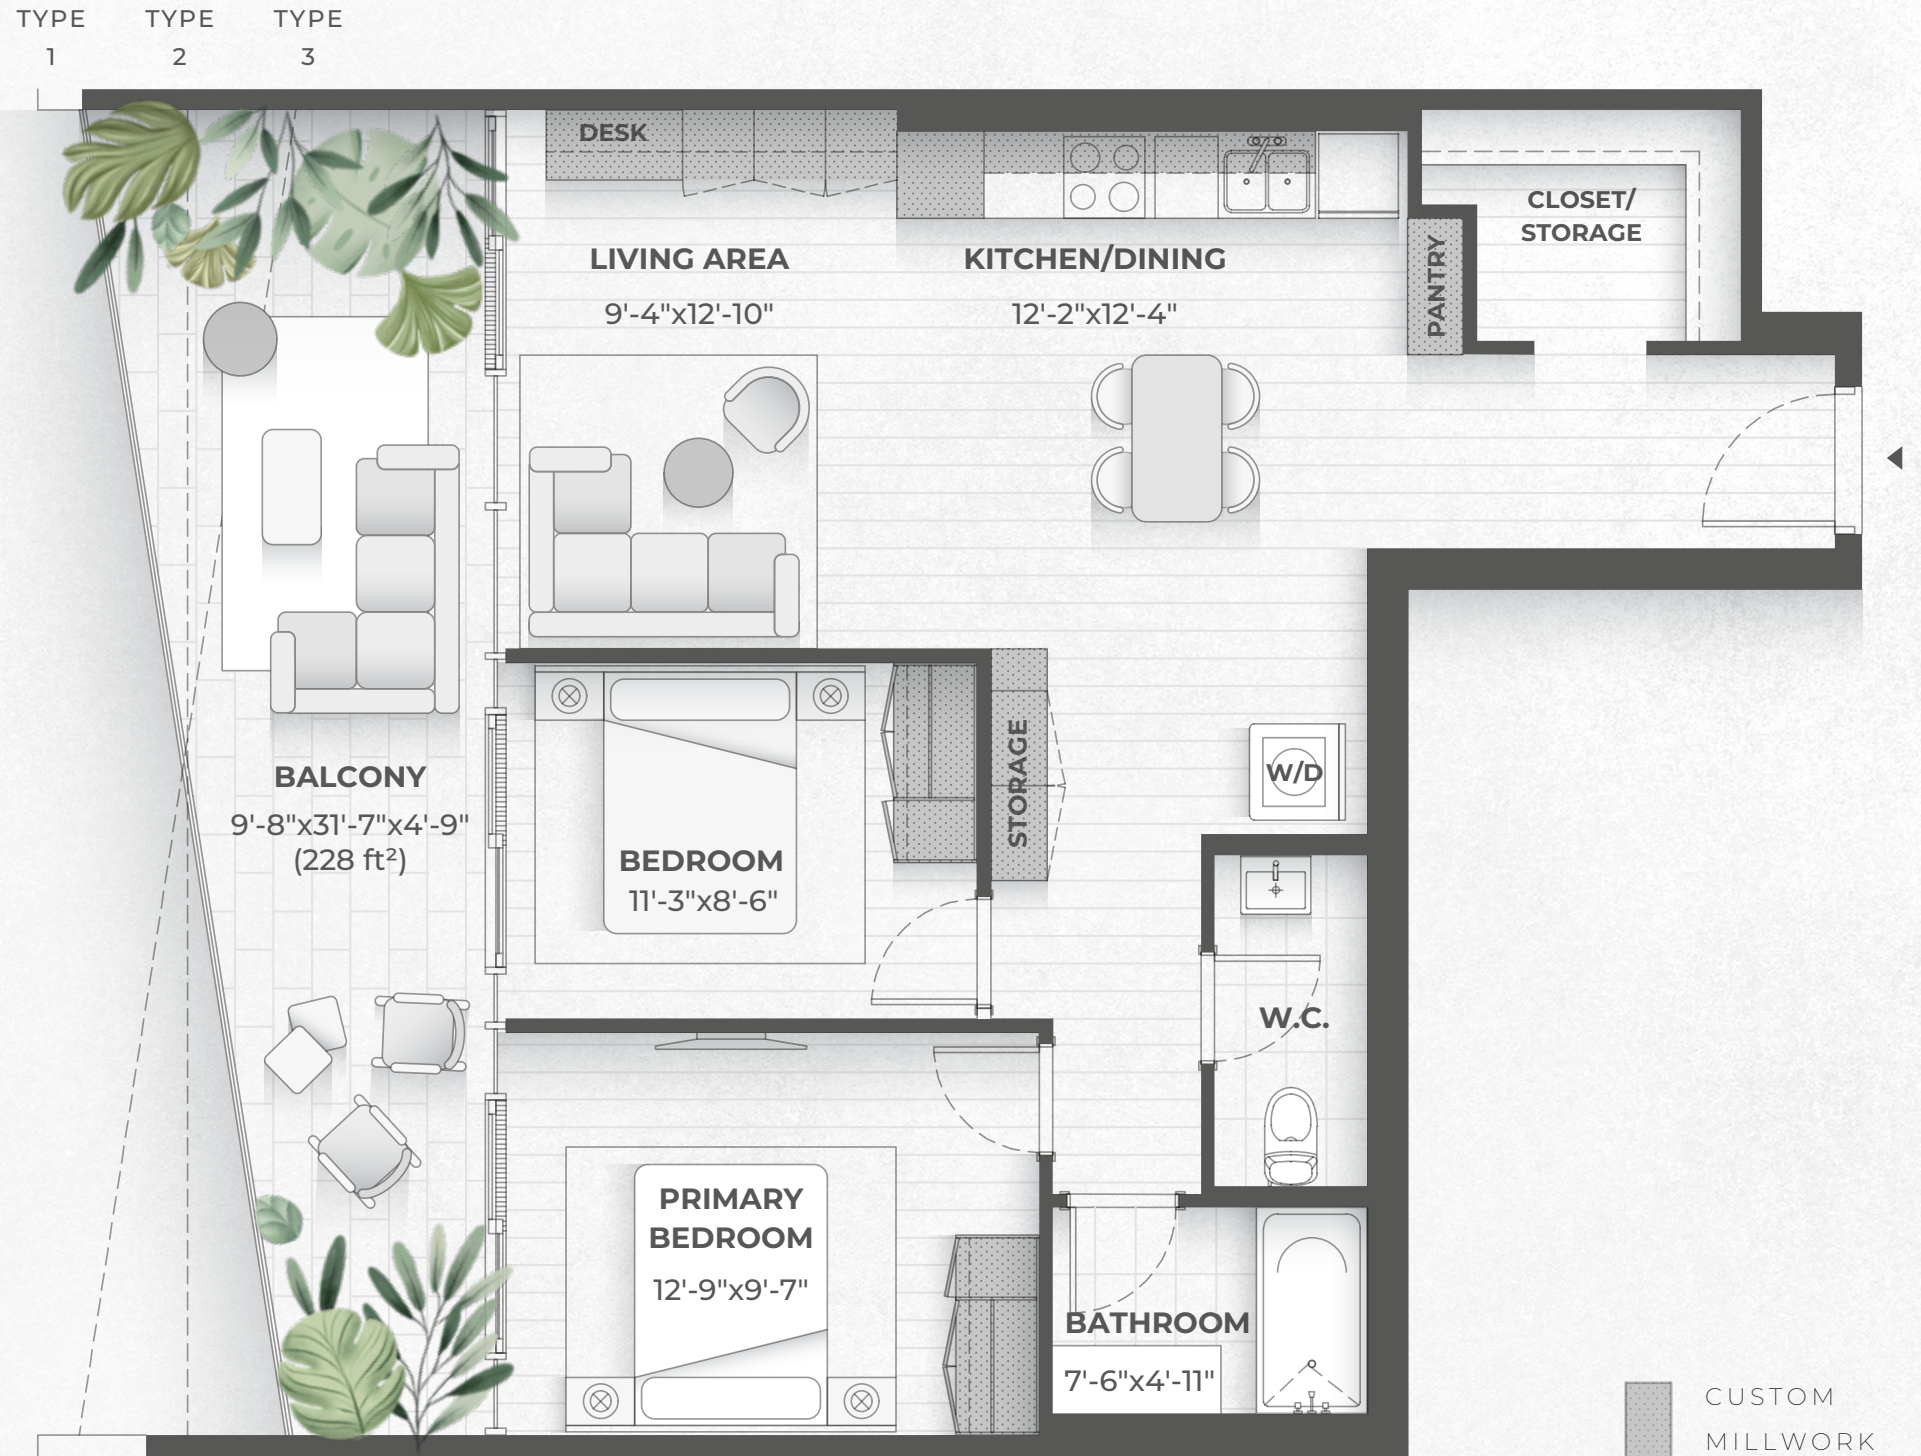 TYPE TYPE TYPE
1 2 3
DESK
LIVING AREA
9'-4"x12'-10"
KITCHEN/DINING
12'-2"x12'-4"
PANTRY
CLOSET/
STORAGE
BALCONY
9'-8"x31'-7"x4'-9"
(228 ft²)
BEDROOM
11'-3"x8'-6"
STORAGE
W/D
W.C.
PRIMARY
BEDROOM
12'-9"x9'-7"
BATHROOM
7'-6"x4'-11"
CUSTOM
MILLWORK